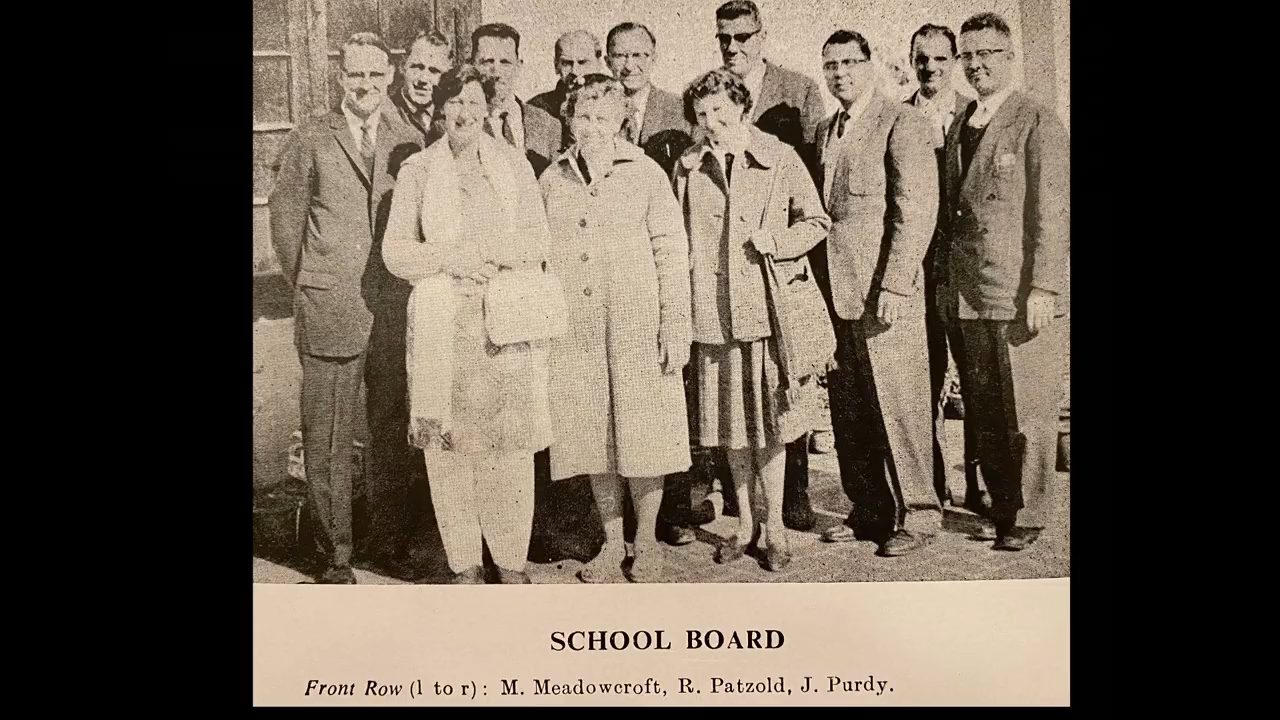 SCHOOL BOARD
Front Row (l to r): M. Meadowcroft, R. Patzold, J. Purdy.